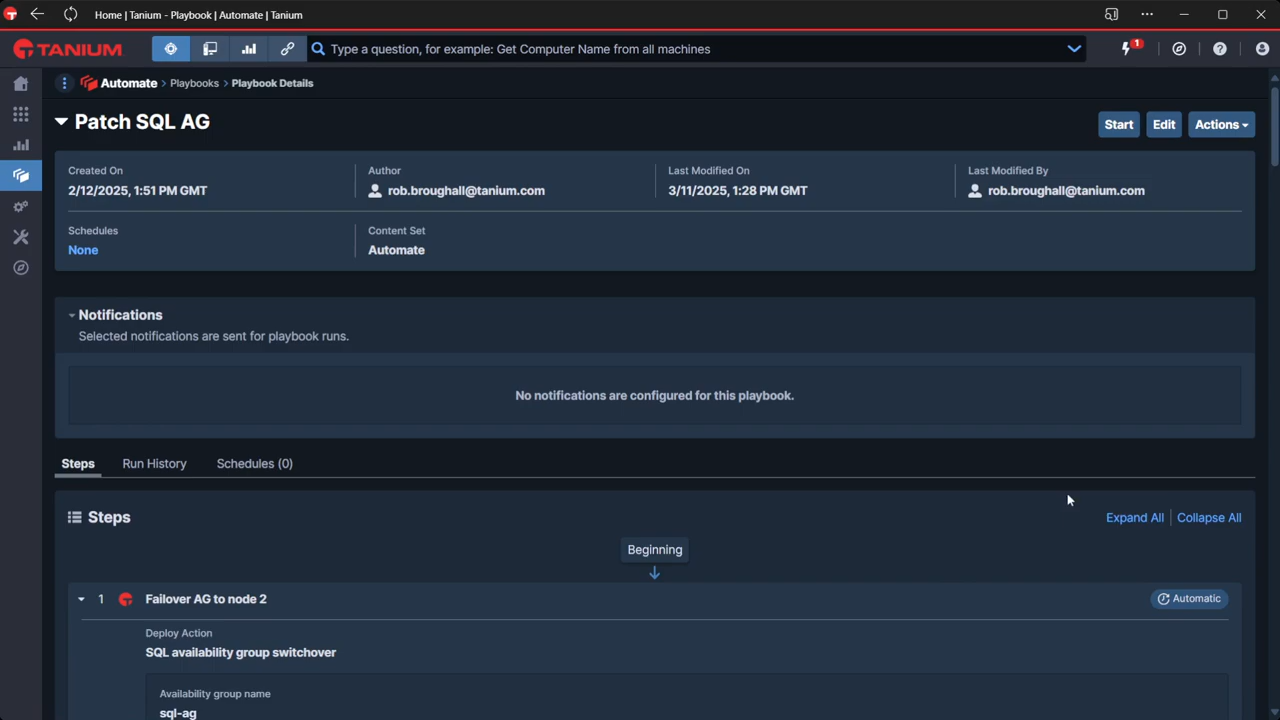 Home | Tanium - Playbook | Automate | Tanium
TANIUM
Type a question, for example: Get Computer Name from all machines
1
Automate > Playbooks > Playbook Details
Patch SQL AG
Start
Edit
Actions
Created On
2/12/2025, 1:51 PM GMT
Author
rob.broughall@tanium.com
Last Modified On
3/11/2025, 1:28 PM GMT
Last Modified By
rob.broughall@tanium.com
Schedules
None
Content Set
Automate
Notifications
Selected notifications are sent for playbook runs.
No notifications are configured for this playbook.
Steps
Run History
Schedules (0)
Steps
Expand All
Collapse All
Beginning
1 Failover AG to node 2
Automatic
Deploy Action
SQL availability group switchover
Availability group name
sql-ag